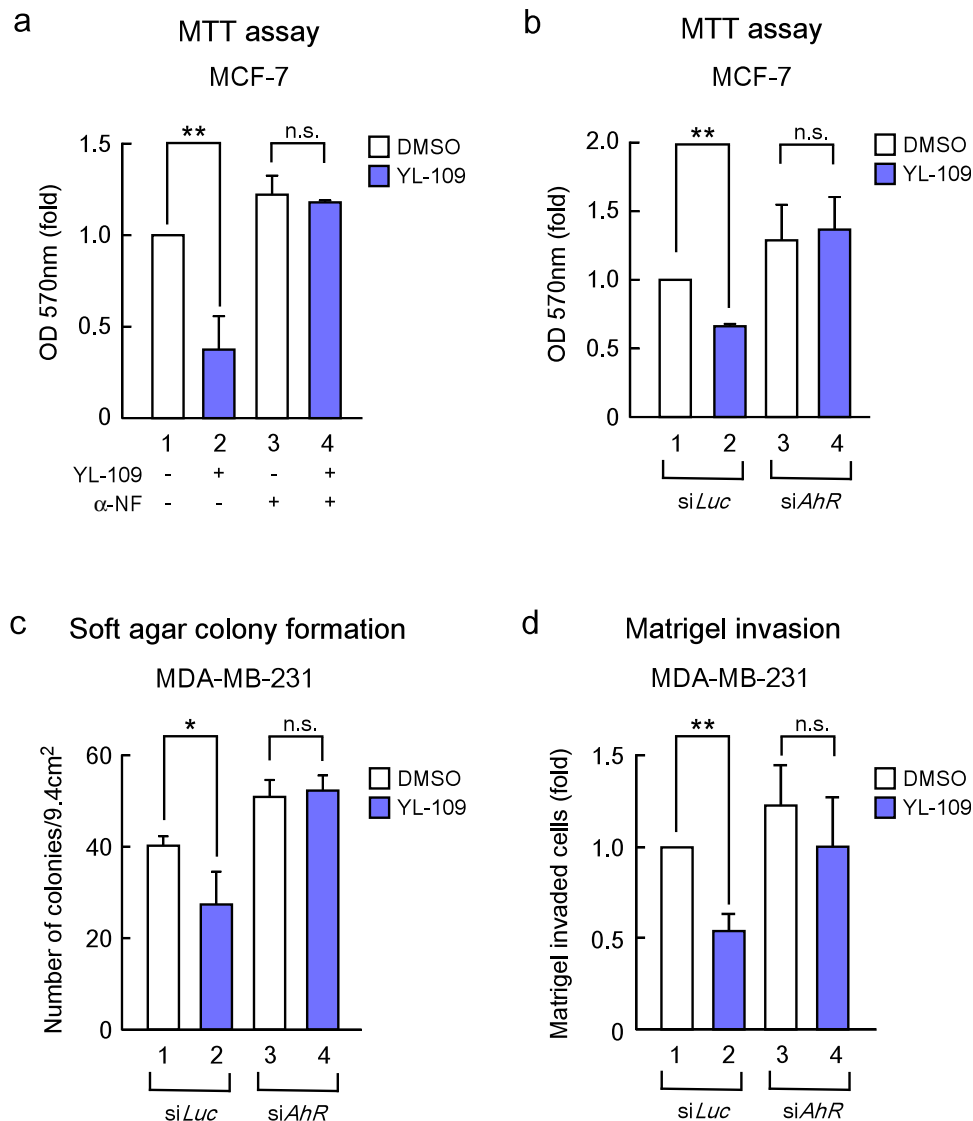 a
MTT assay
MCF-7
**
n.s.
DMSO
YL-109
OD 570nm (fold)
1.5
1.0
0.5
0
1 2 3 4
YL-109 - + - +
α-NF - - + +
b
MTT assay
MCF-7
**
n.s.
DMSO
YL-109
OD 570nm (fold)
2.0
1.5
1.0
0.5
0
1 2 3 4
siLuc siAhR
c
Soft agar colony formation
MDA-MB-231
*
n.s.
DMSO
YL-109
Number of colonies/9.4cm²
60
40
20
0
1 2 3 4
siLuc siAhR
d
Matrigel invasion
MDA-MB-231
**
n.s.
DMSO
YL-109
Matrigel invaded cells (fold)
1.5
1.0
0.5
0
1 2 3 4
siLuc siAhR